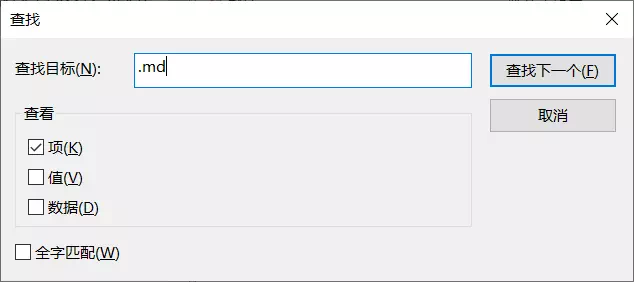 查找
查找目标(N):
.md
查找下一个(F)
取消
查看
项(K)
值(V)
数据(D)
全字匹配(W)